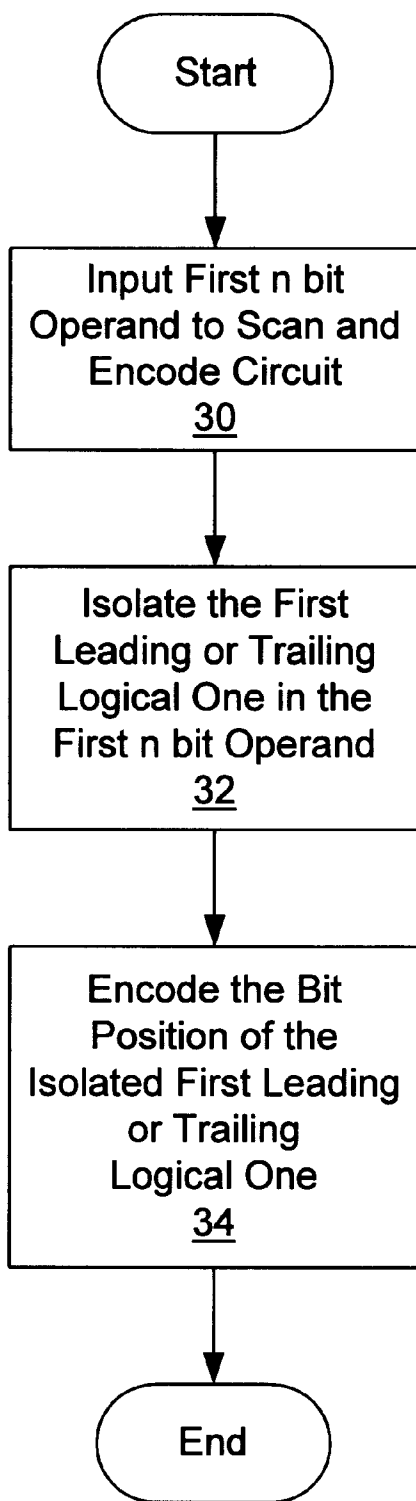 Start
Input First n bit
Operand to Scan and
Encode Circuit
30
Isolate the First
Leading or Trailing
Logical One in the
First n bit Operand
32
Encode the Bit
Position of the
Isolated First Leading
or Trailing
Logical One
34
End